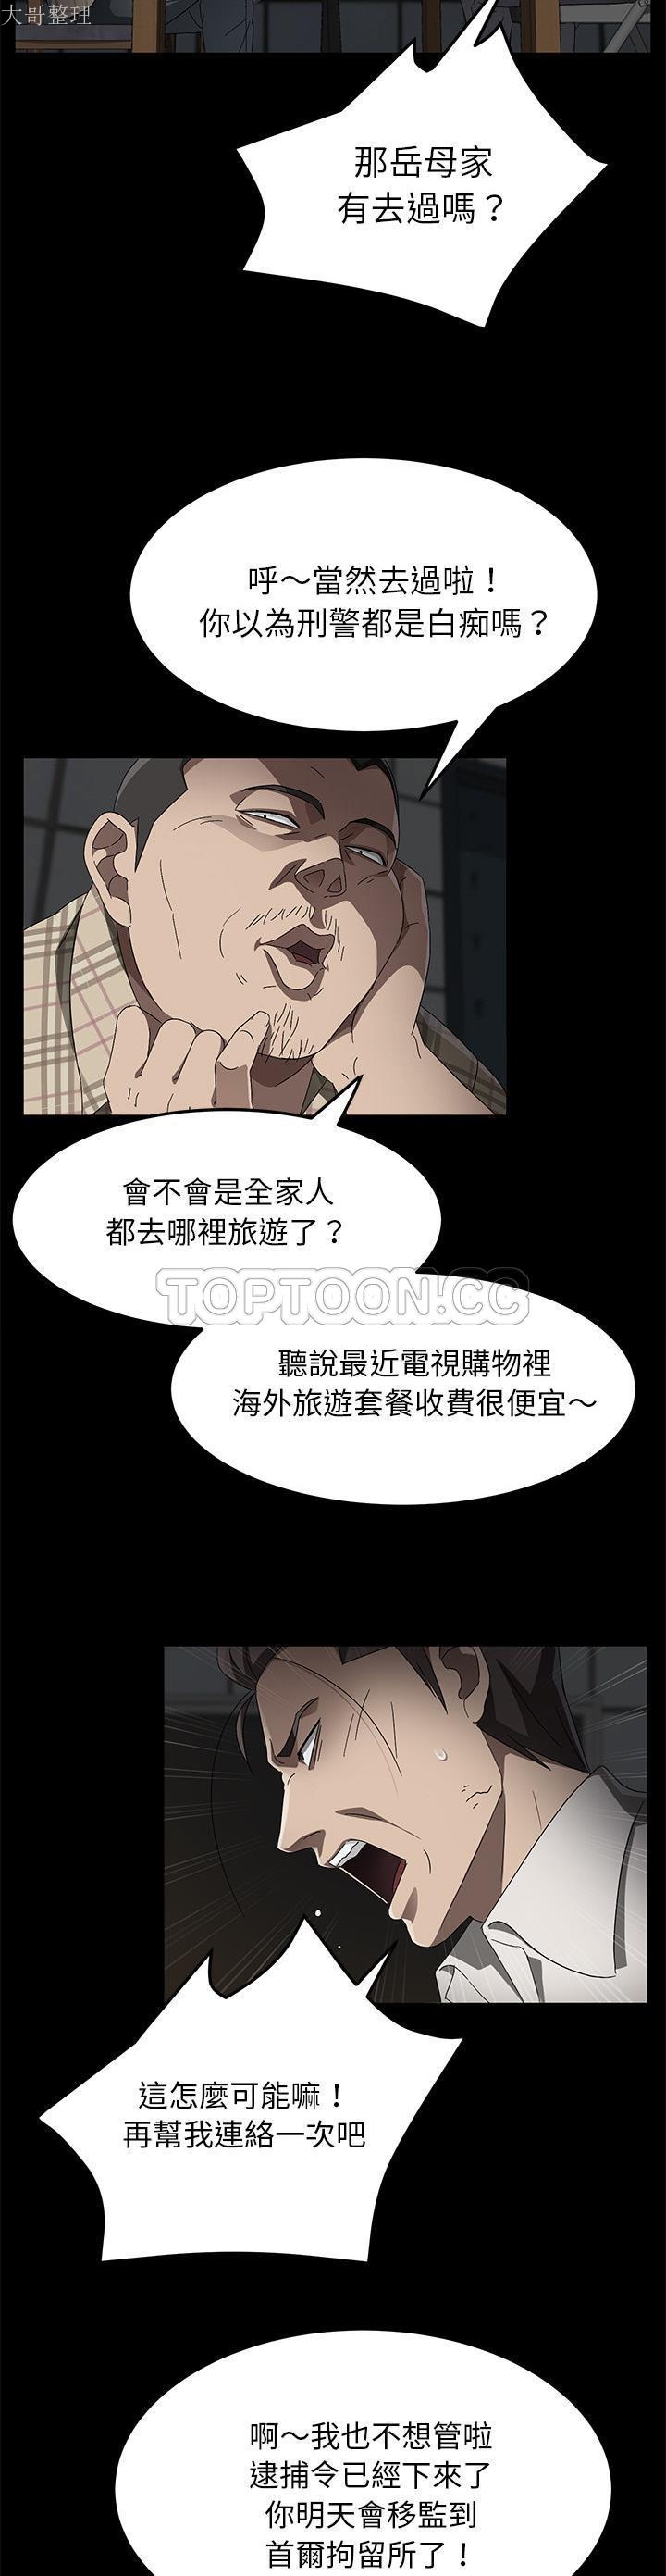 大哥整理
那岳母家
有去過嗎？
呼～當然去過啦！
你以為刑警都是白痴嗎？
會不會是全家人
都去哪裡旅遊了？
TOPTOON.CC
聽說最近電視購物裡
海外旅遊套餐收費很便宜～
這怎麼可能嘛！
再幫我連絡一次吧
啊～我也不想管啦
逮捕令已經下來了
你明天會移監到
首爾拘留所了！